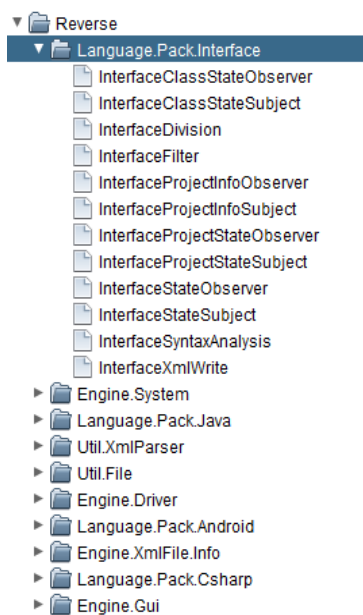 Reverse
Language.Pack.Interface
InterfaceClassStateObserver
InterfaceClassStateSubject
InterfaceDivision
InterfaceFilter
InterfaceProjectInfoObserver
InterfaceProjectInfoSubject
InterfaceProjectStateObserver
InterfaceProjectStateSubject
InterfaceStateObserver
InterfaceStateSubject
InterfaceSyntaxAnalysis
InterfaceXmlWrite
Engine.System
Language.Pack.Java
Util.XmlParser
Util.File
Engine.Driver
Language.Pack.Android
Engine.XmlFile.Info
Language.Pack.Csharp
Engine.Gui